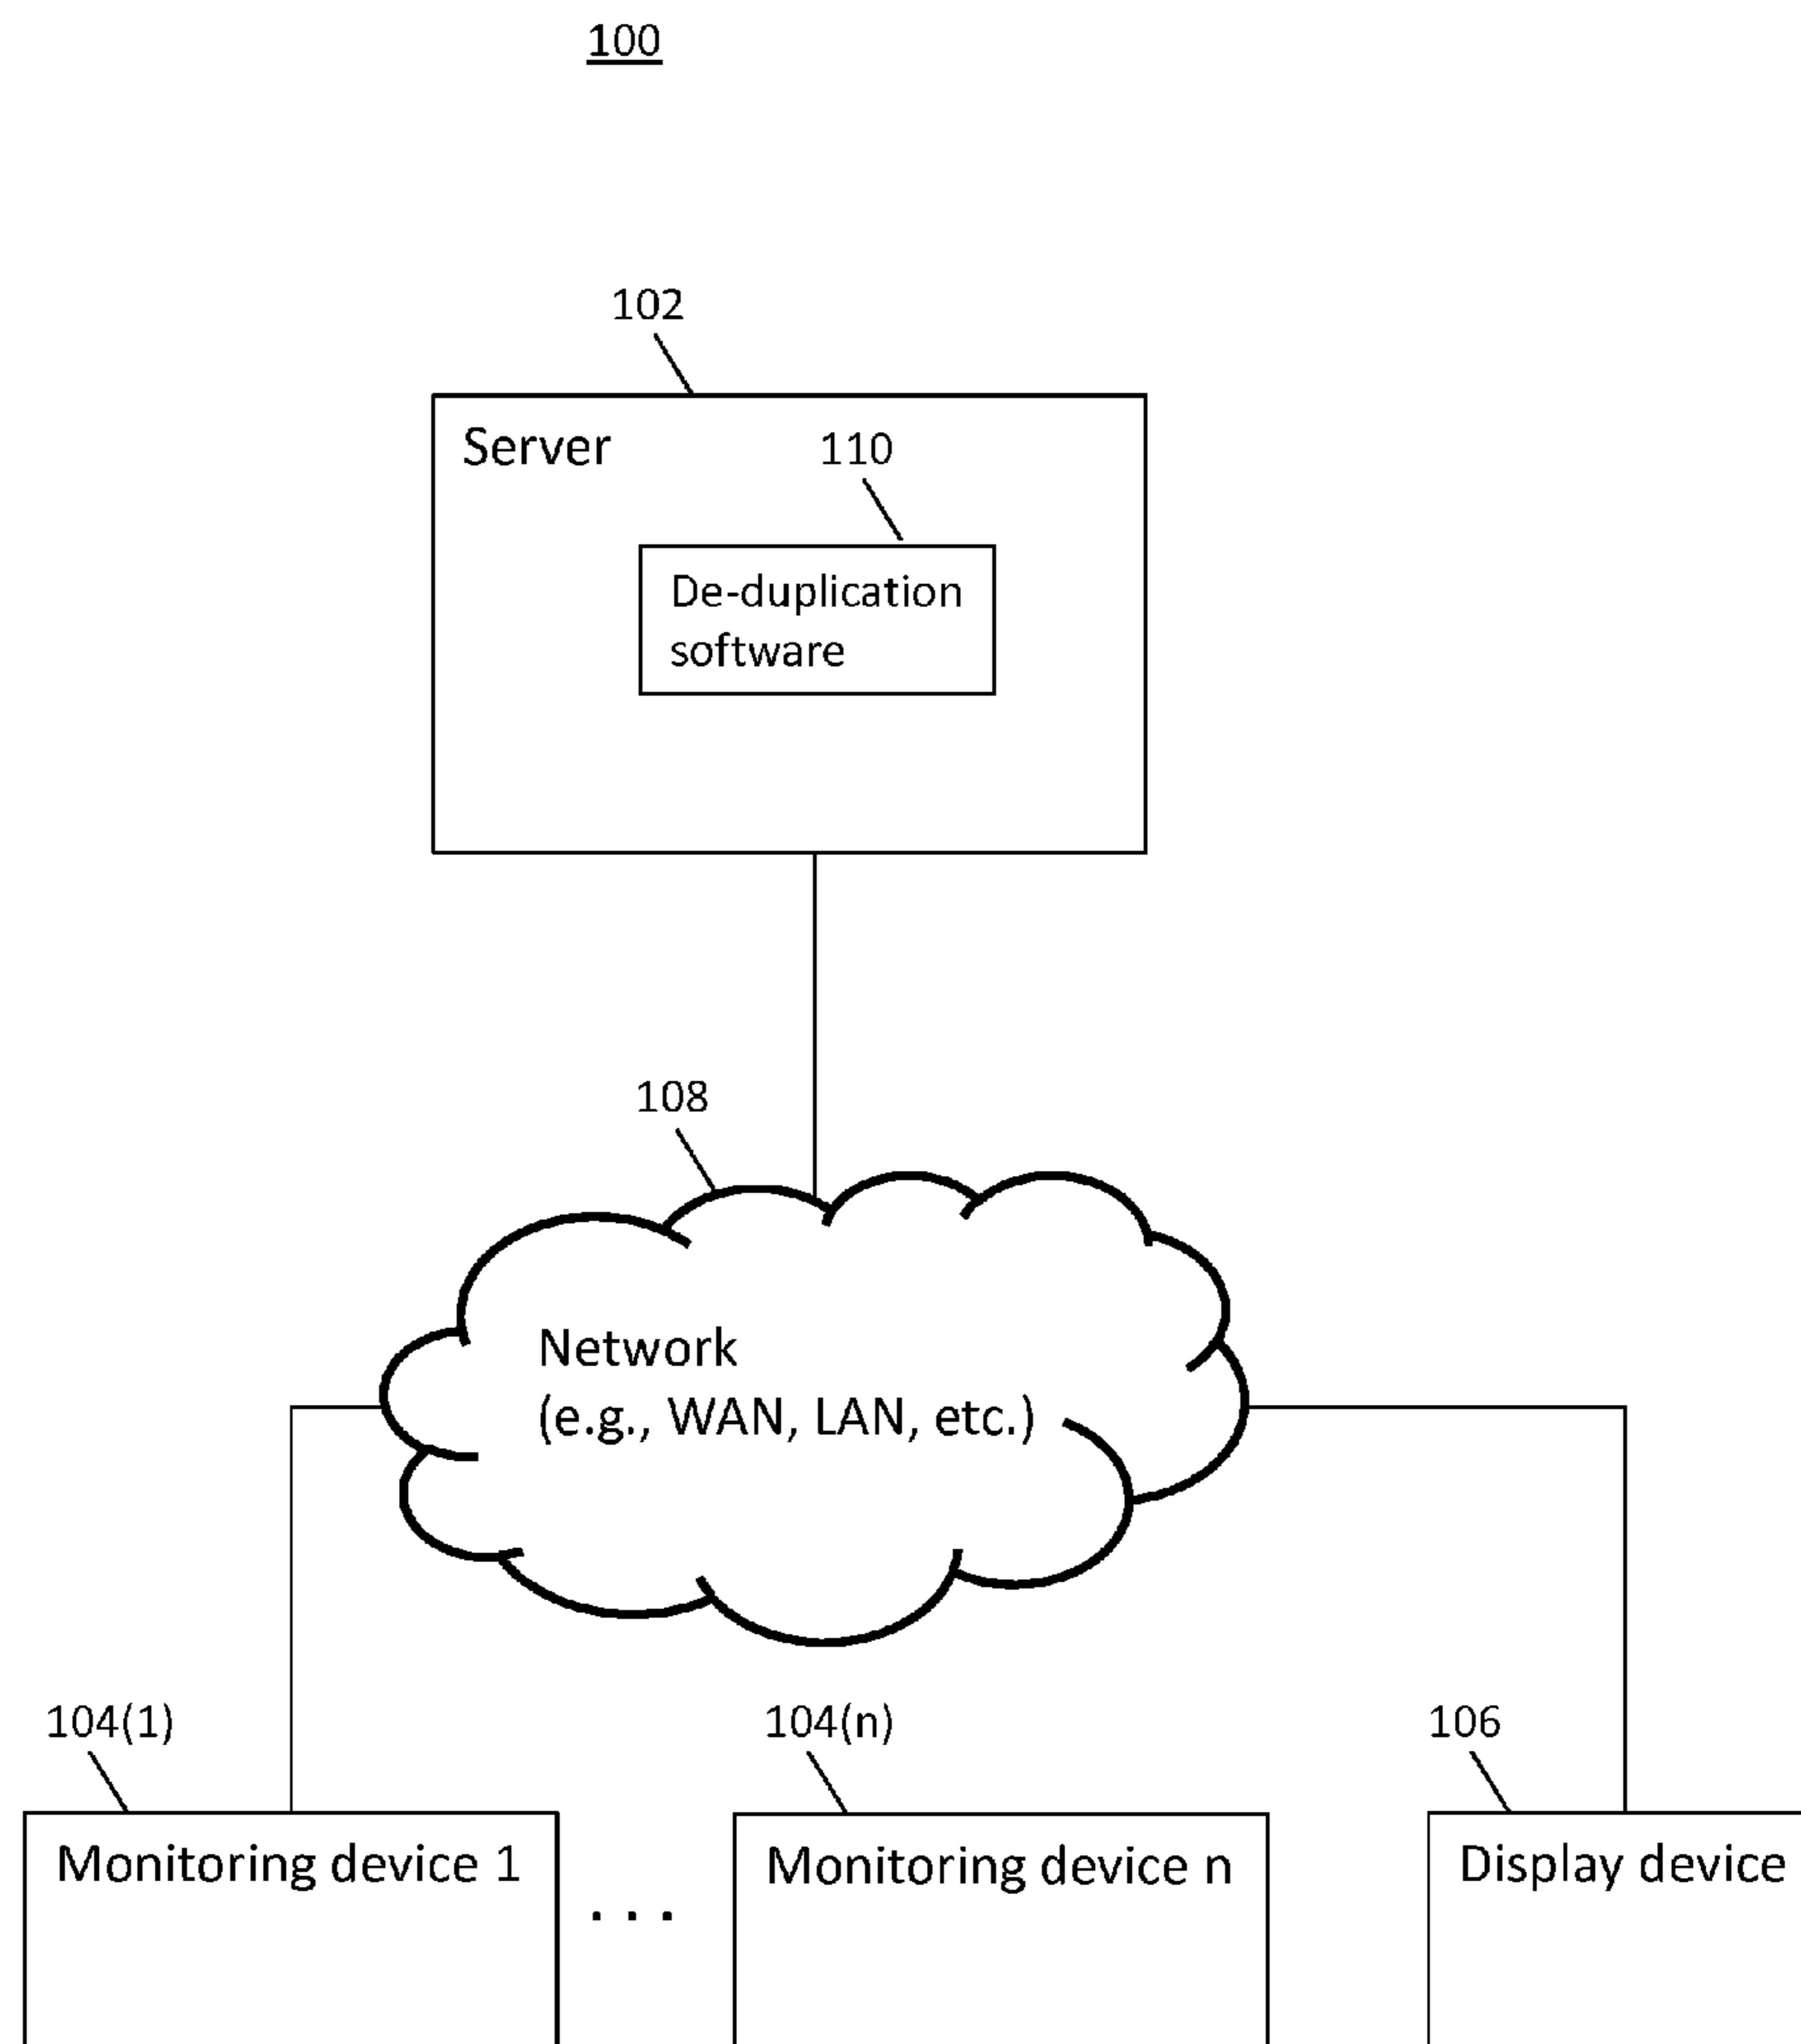 100
102
Server
110
De-duplication
software
108
Network
(e.g., WAN, LAN, etc.)
104(1)
104(n)
106
Monitoring device 1
. . .
Monitoring device n
Display device